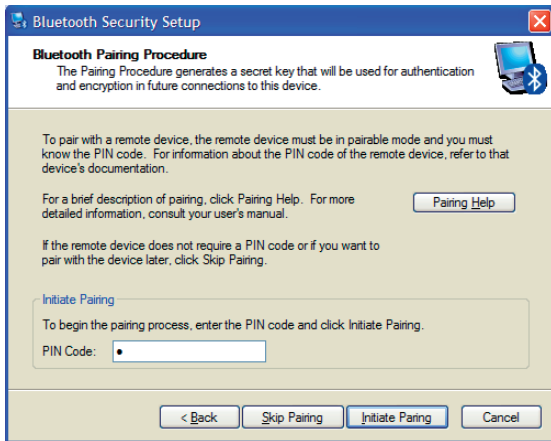 Bluetooth Security Setup
Bluetooth Pairing Procedure
The Pairing Procedure generates a secret key that will be used for authentication
and encryption in future connections to this device.
To pair with a remote device, the remote device must be in pairable mode and you must
know the PIN code. For information about the PIN code of the remote device, refer to that
device's documentation.
For a brief description of pairing, click Pairing Help. For more
detailed information, consult your user's manual.
Pairing Help
If the remote device does not require a PIN code or if you want to
pair with the device later, click Skip Pairing.
Initiate Pairing
To begin the pairing process, enter the PIN code and click Initiate Pairing.
PIN Code: •
< Back Skip Pairing Initiate Paring Cancel